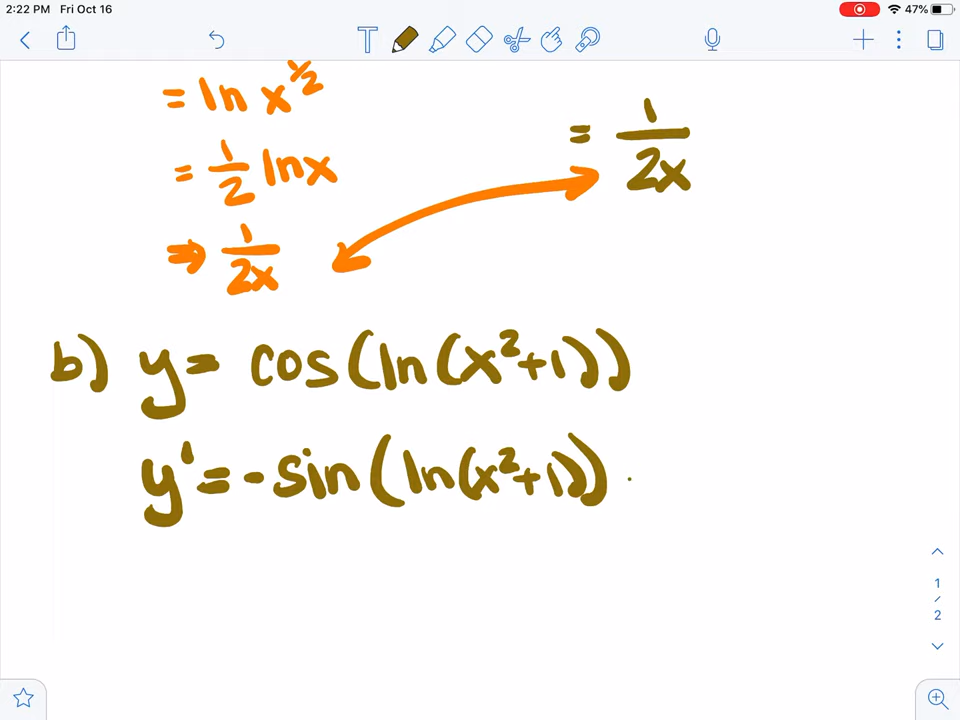 2:22 PM Fri Oct 16
47%
T
= ln x^½
= 1/2 ln x
⇒ 1/2x
= 1/2x
b) y = cos(ln(x²+1))
y' = -sin(ln(x²+1)) ·
1
/
2